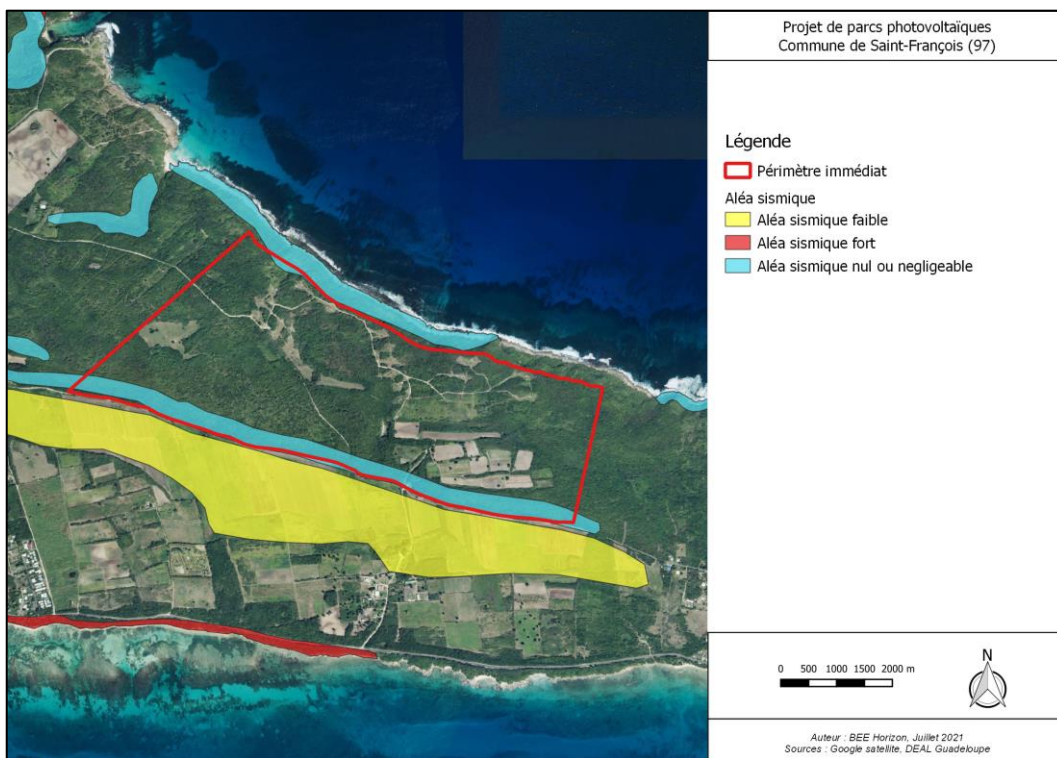 Projet de parcs photovoltaïques
Commune de Saint-François (97)
Légende
Périmètre immédiat
Aléa sismique
Aléa sismique faible
Aléa sismique fort
Aléa sismique nul ou negligeable
0 500 1000 1500 2000 m
N
Auteur : BEE Horizon, Juillet 2021
Sources : Google satellite, DEAL Guadeloupe